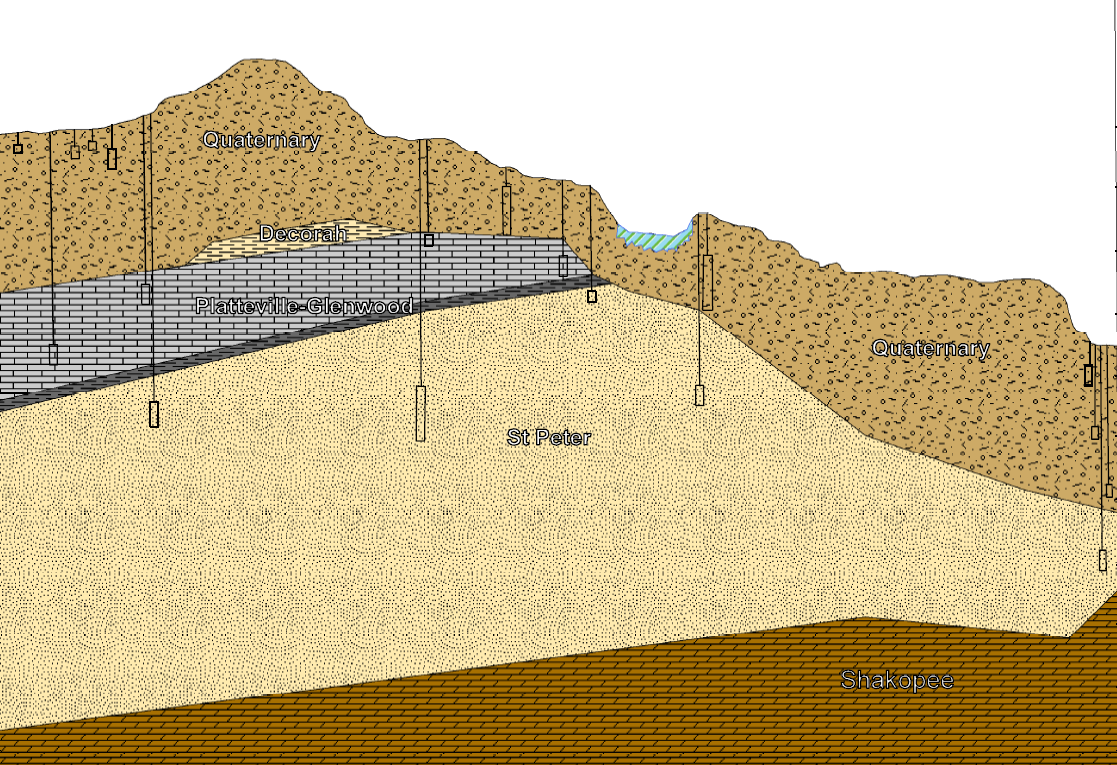 Quaternary
Decorah
Platteville-Glenwood
Quaternary
St Peter
Shakopee